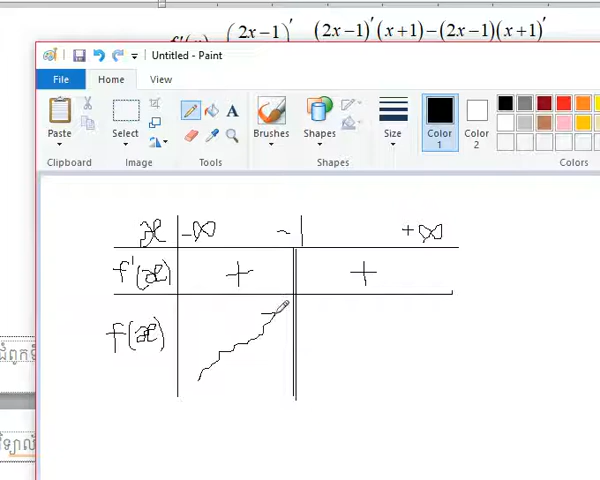 (2x−1)′ (2x−1)′(x+1)−(2x−1)(x+1)′
Untitled - Paint
File Home View
Paste Select Brushes Shapes Size Color 1 Color 2
Clipboard Image Tools Shapes Colors
x −∞ −1 +∞
f'(x) + +
f(x)